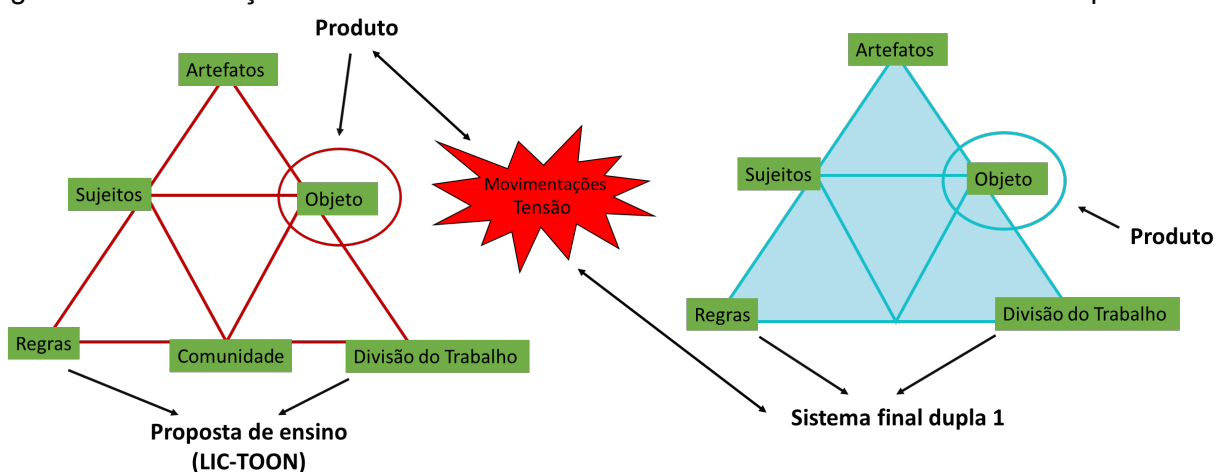 Produto
Artefatos
Sujeitos
Objeto
Regras
Comunidade
Divisão do Trabalho
Proposta de ensino
(LIC-TOON)
Movimentações
Tensão
Artefatos
Sujeitos
Objeto
Produto
Regras
Divisão do Trabalho
Sistema final dupla 1